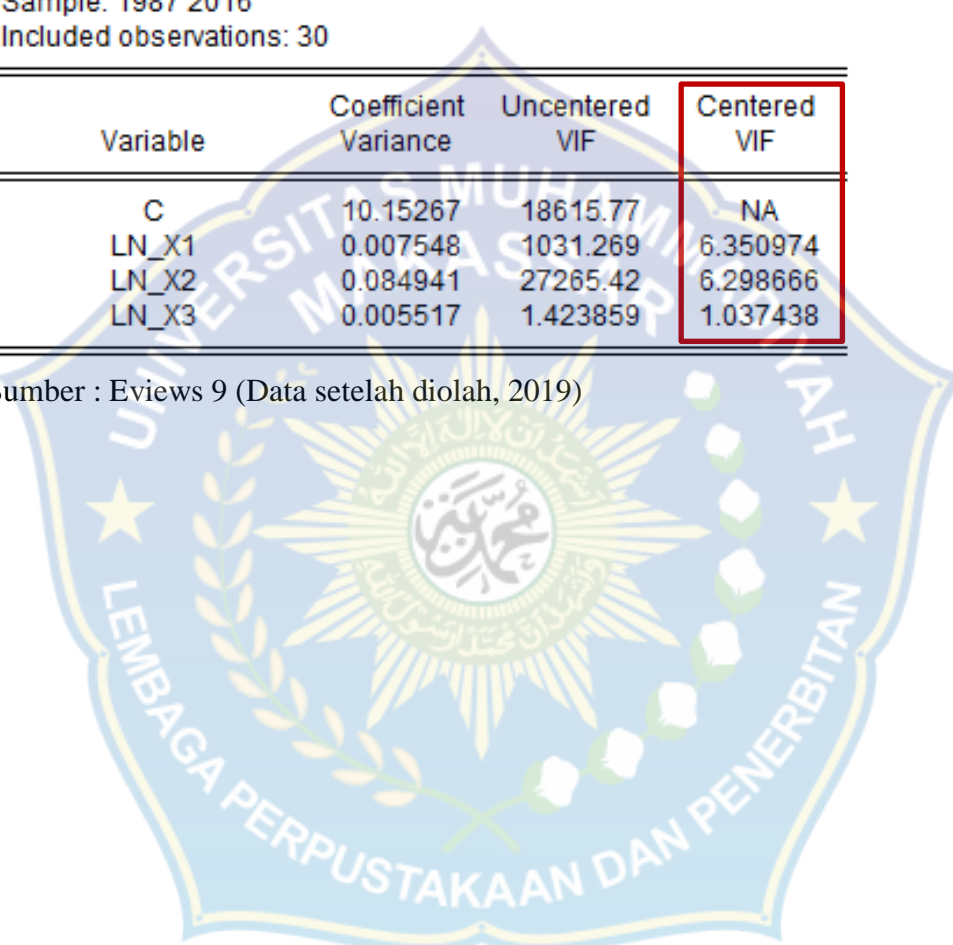 Sample: 1987 2016
Included observations: 30
Coefficient Uncentered Centered
Variable Variance VIF VIF
C 10.15267 18615.77 NA
LN_X1 0.007548 1031.269 6.350974
LN_X2 0.084941 27265.42 6.298666
LN_X3 0.005517 1.423859 1.037438
Sumber : Eviews 9 (Data setelah diolah, 2019)
UNIVERSITAS MUHAMMADIYAH
MAKASSAR
LEMBAGA PERPUSTAKAAN DAN PENERBITAN